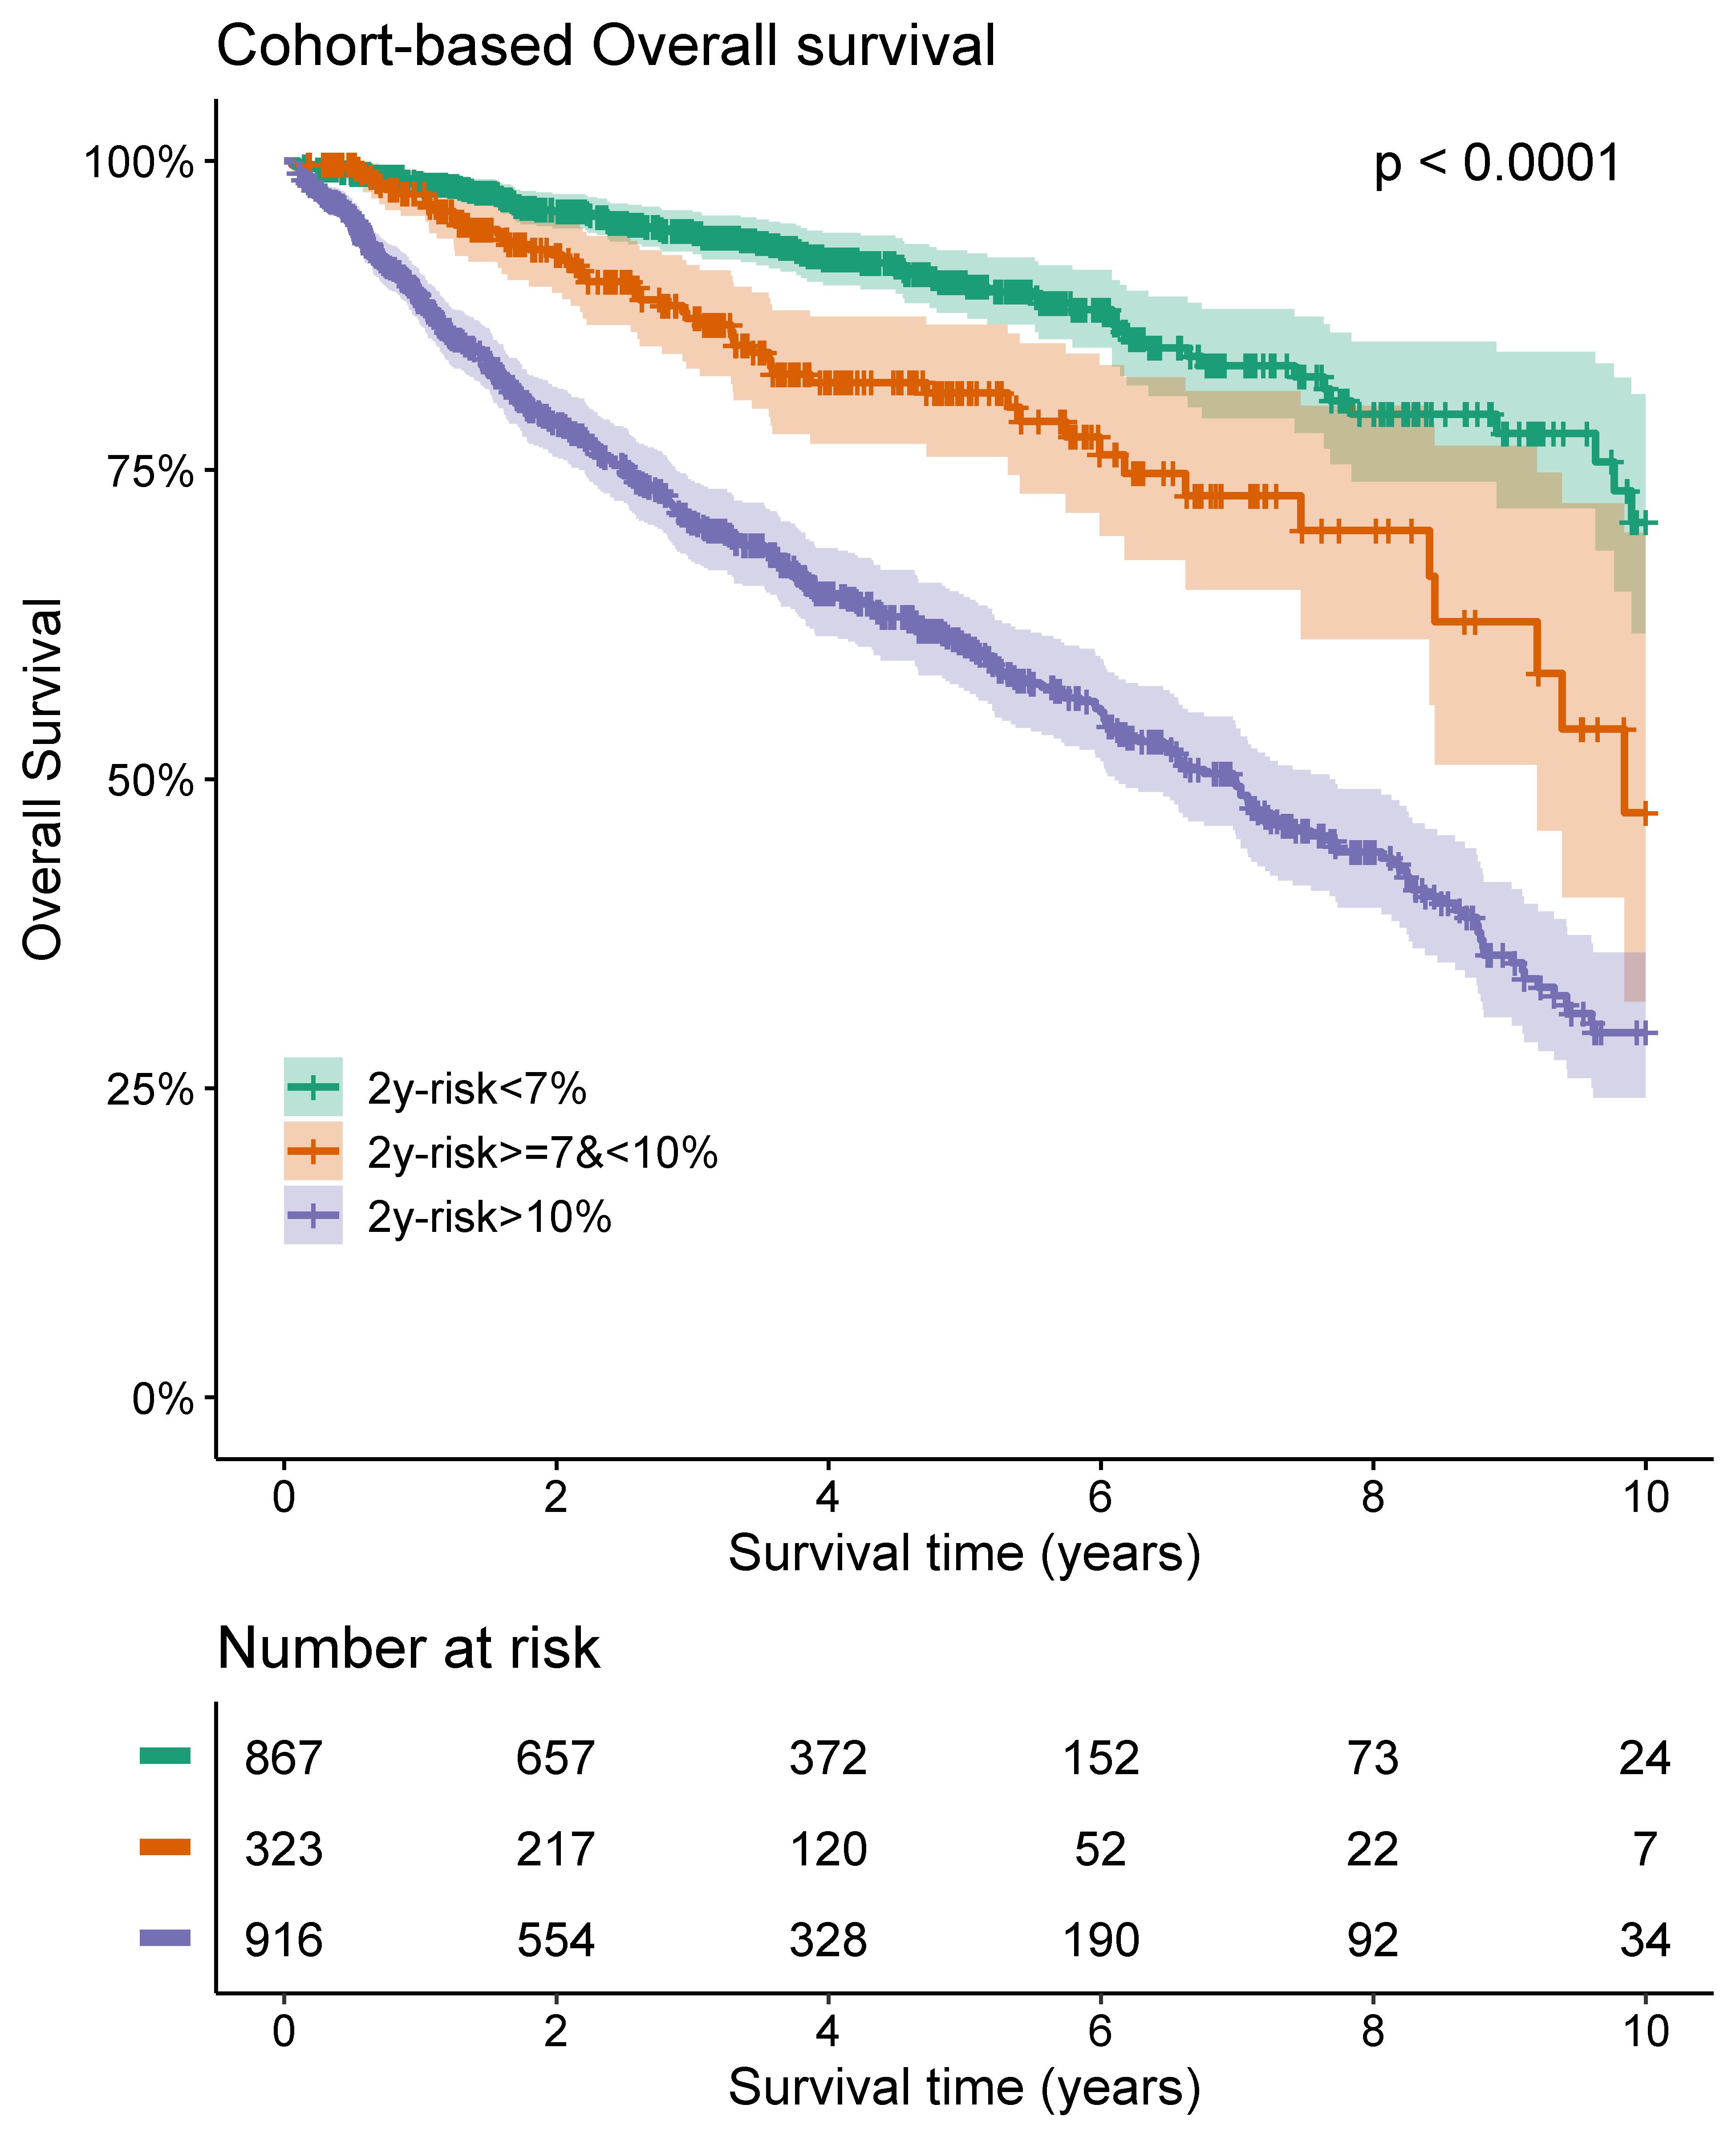 Cohort-based Overall survival
p < 0.0001
100%
75%
50%
25%
0%
Overall Survival
2y-risk<7%
2y-risk>=7&<10%
2y-risk>10%
0 2 4 6 8 10
Survival time (years)
Number at risk
867 657 372 152 73 24
323 217 120 52 22 7
916 554 328 190 92 34
0 2 4 6 8 10
Survival time (years)